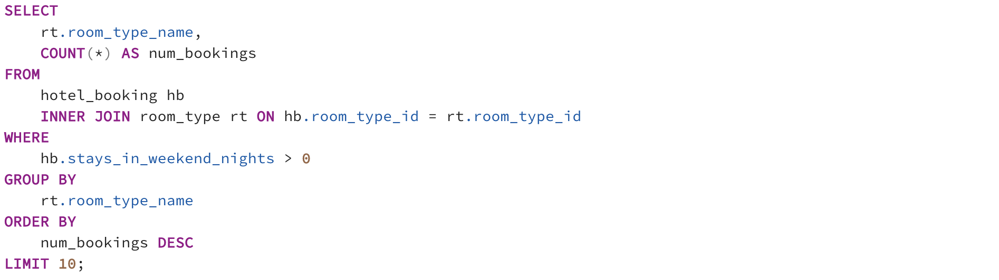 SELECT
    rt.room_type_name,
    COUNT(*) AS num_bookings
FROM
    hotel_booking hb
    INNER JOIN room_type rt ON hb.room_type_id = rt.room_type_id
WHERE
    hb.stays_in_weekend_nights > 0
GROUP BY
    rt.room_type_name
ORDER BY
    num_bookings DESC
LIMIT 10;